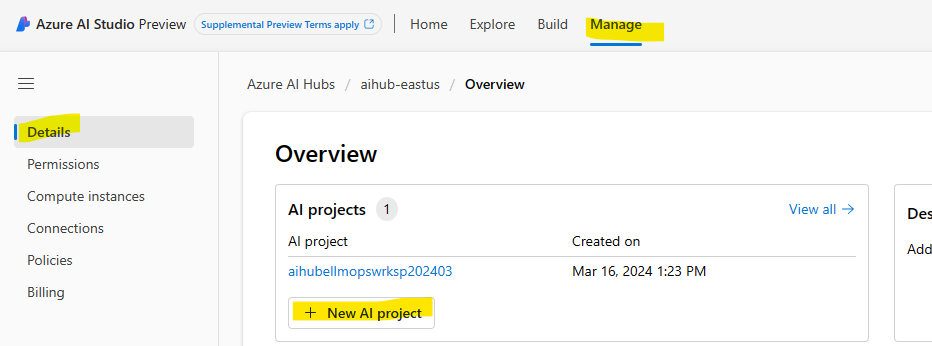 Azure AI Studio Preview Supplemental Preview Terms apply Home Explore Build Manage
Azure AI Hubs / aihub-eastus / Overview
Details
Permissions
Compute instances
Connections
Policies
Billing
Overview
AI projects 1 View all
AI project Created on
aihubellmopswrksp202403 Mar 16, 2024 1:23 PM
+ New AI project
Des
Add